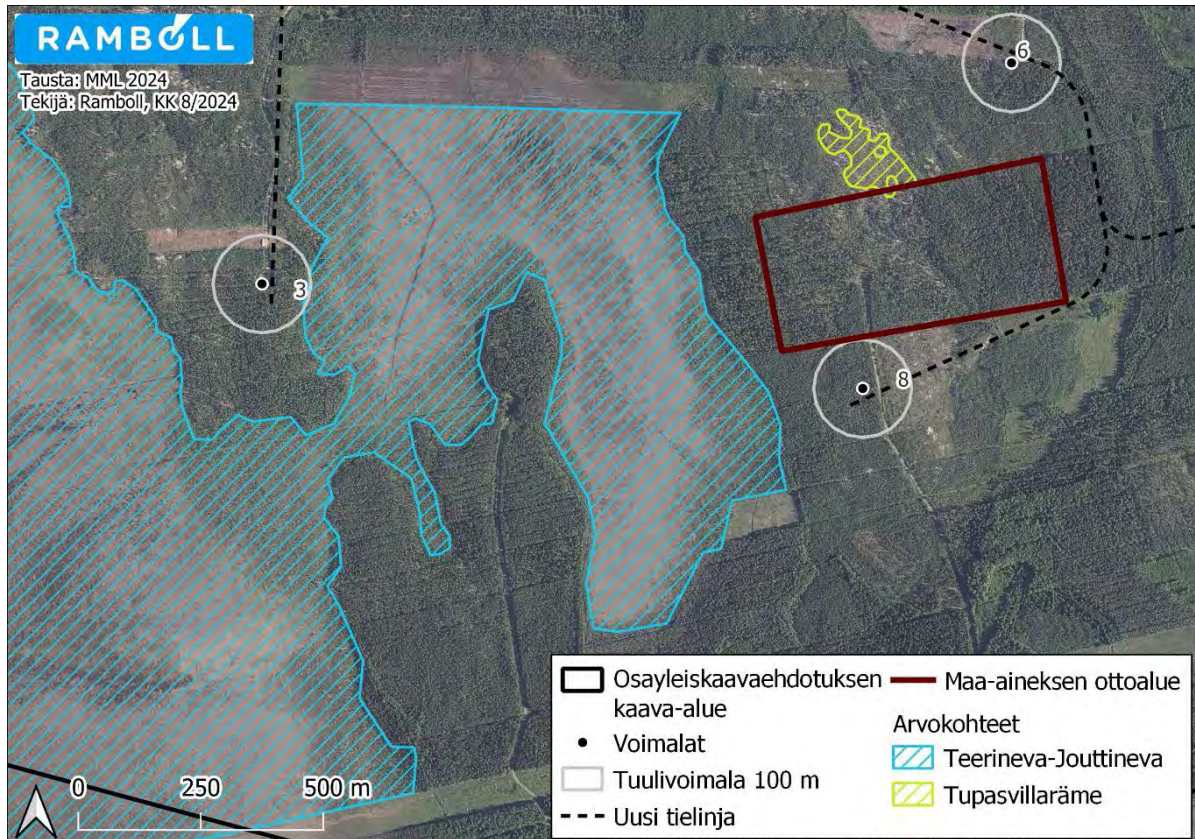 RAMBOLL
Tausta: MML 2024
Tekijä: Ramboll, KK 8/2024
6
3
8
0 250 500 m
Osayleiskaavaehdotuksen
kaava-alue
Voimalat
Tuulivoimala 100 m
Uusi tielinja
Maa-aineksen ottoalue
Arvokohteet
Teerineva-Jouttineva
Tupasvillaräme